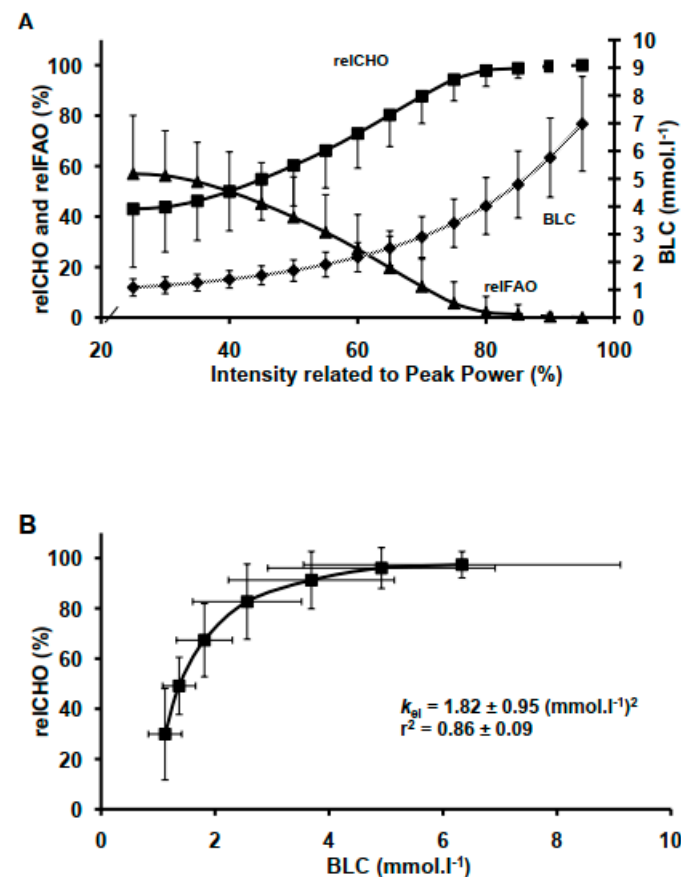 A
relCHO and relFAO (%)
100
80
60
40
20
0
relCHO
BLC
relFAO
10
9
8
7
6
5
4
3
2
1
0
BLC (mmol.l⁻¹)
20 40 60 80 100
Intensity related to Peak Power (%)
B
relCHO (%)
100
80
60
40
20
0
kel = 1.82 ± 0.95 (mmol.l⁻¹)²
r² = 0.86 ± 0.09
0 2 4 6 8 10
BLC (mmol.l⁻¹)